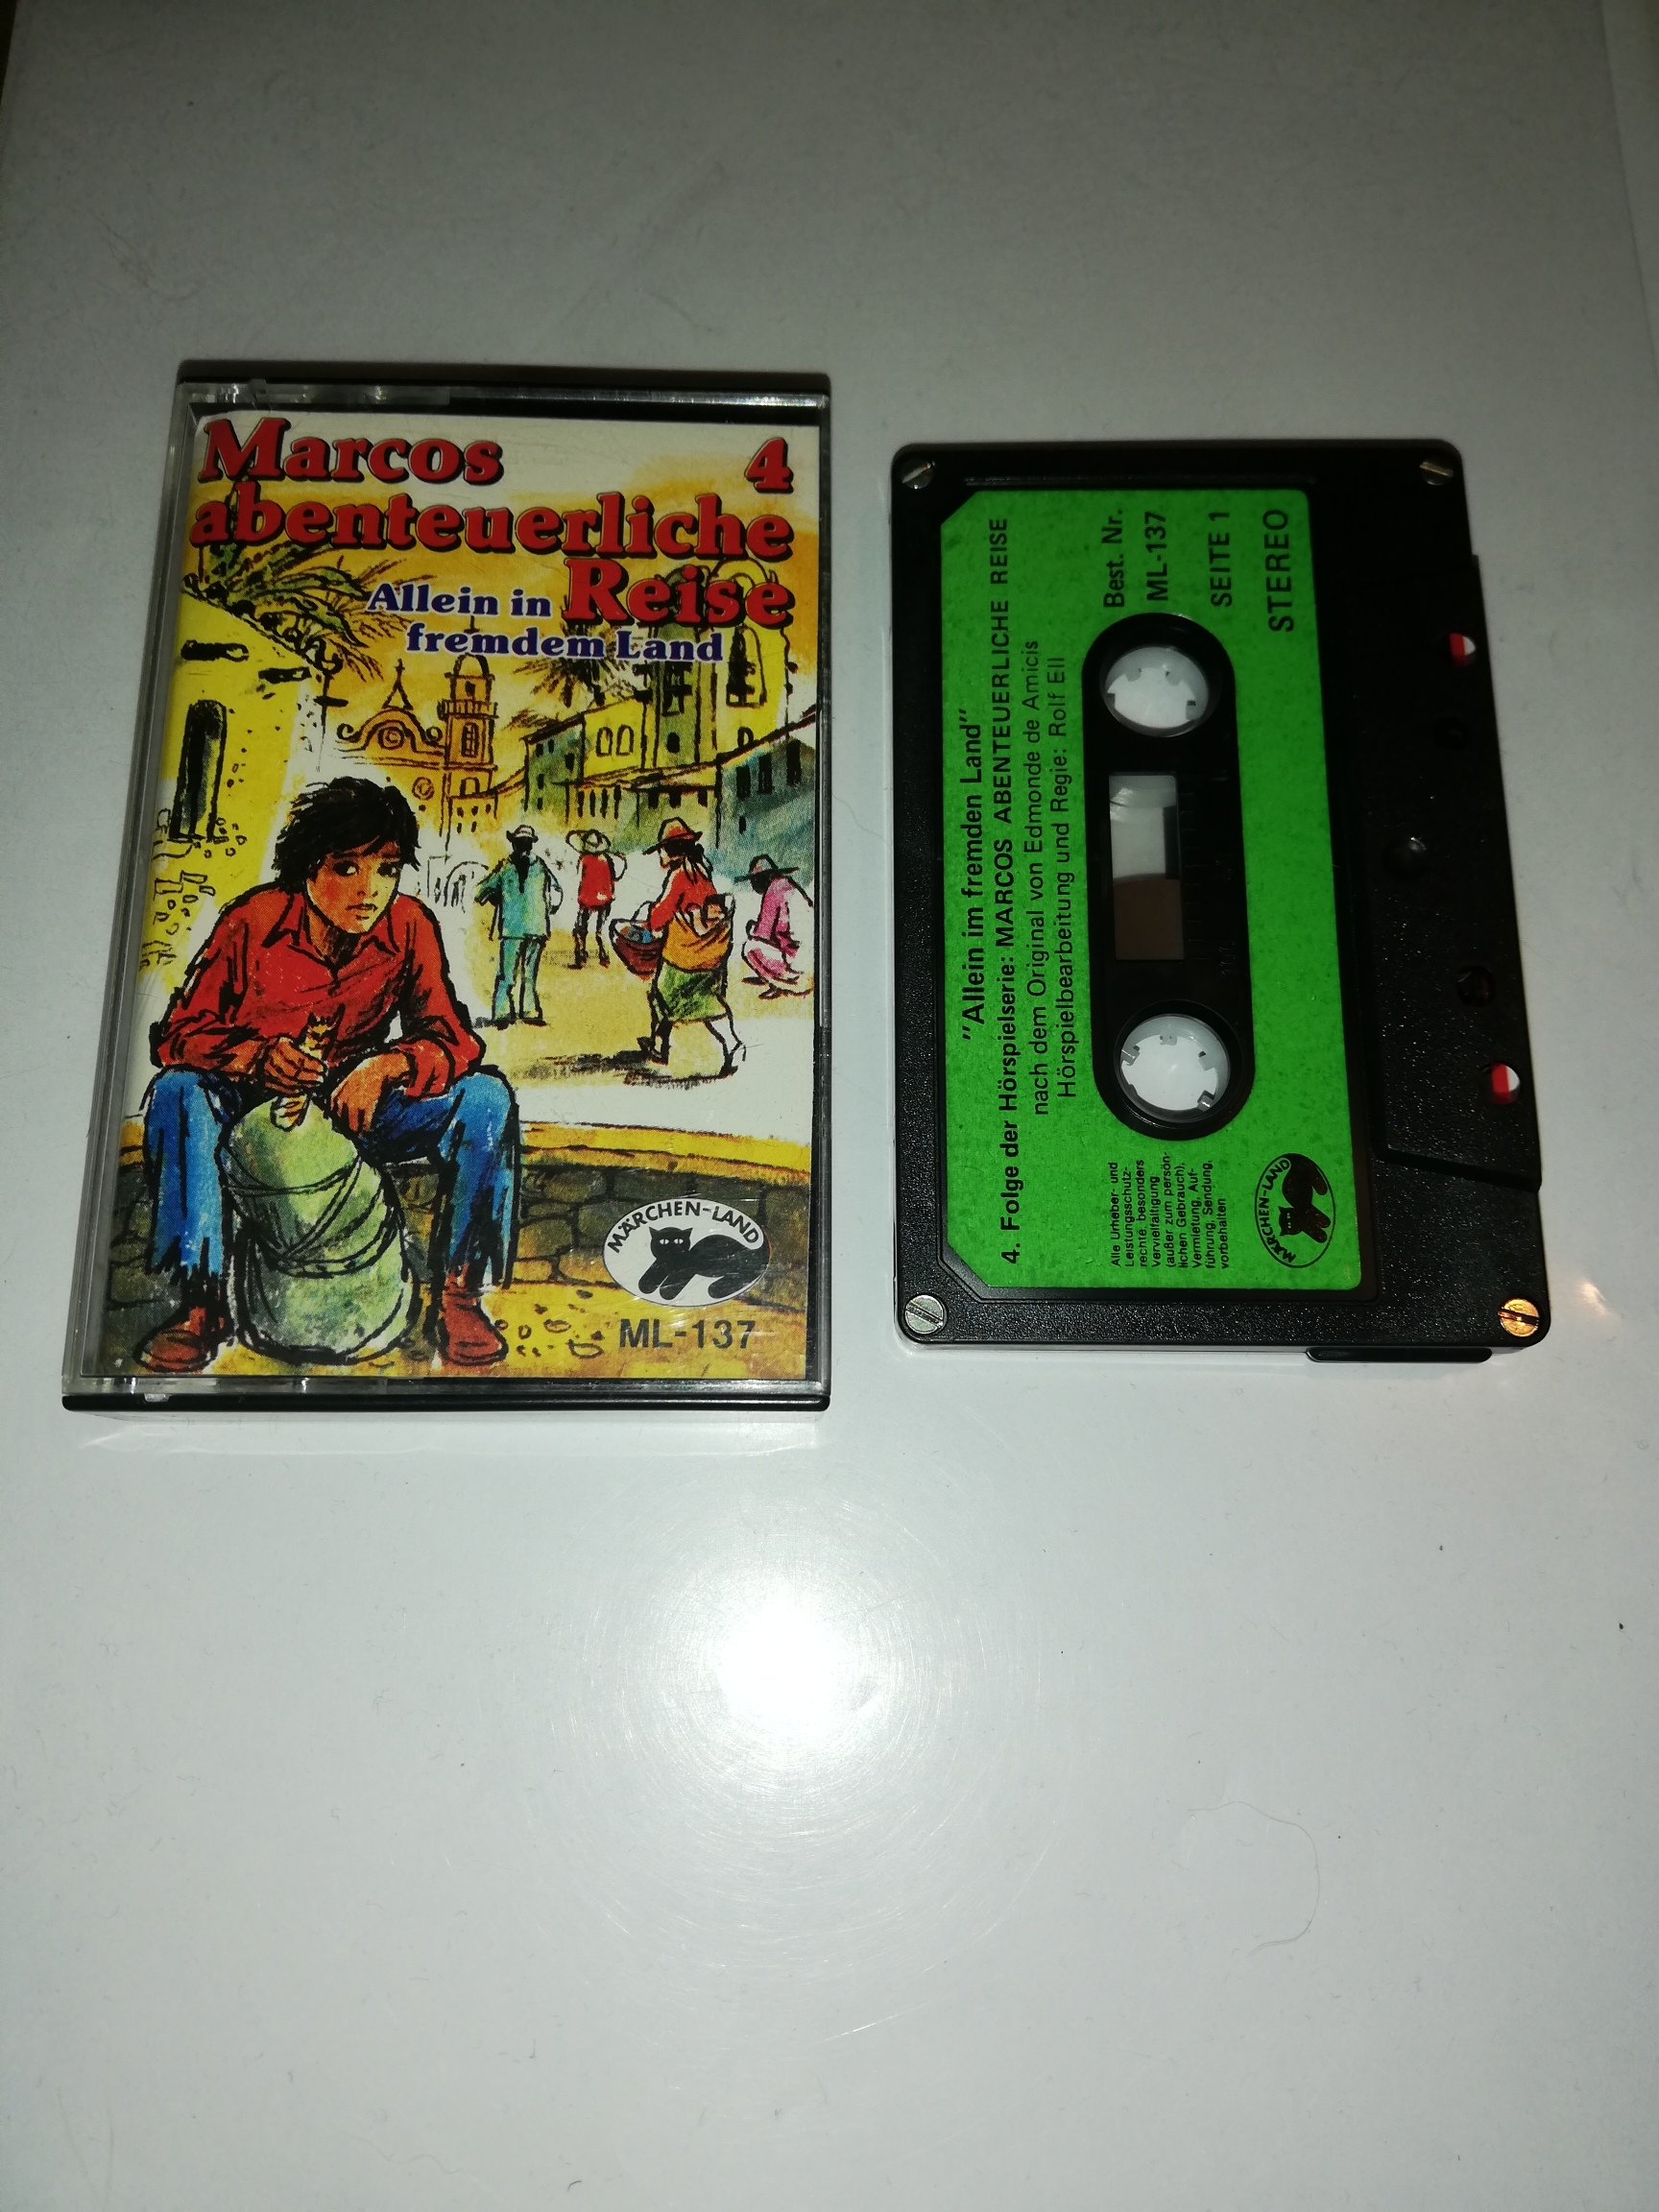 Marcos 4
abenteuerliche
Reise
Allein in
fremdem Land
MÄRCHEN-LAND
ML-137
"Allein im fremden Land"
4. Folge der Hörspielserie: MARCOS ABENTEUERLICHE REISE
nach dem Original von Edmonde de Amicis
Hörspielbearbeitung und Regie: Rolf Ell
Best. Nr.
ML-137
SEITE 1
STEREO
Alle Urheber- und
Leistungsschutz-
rechte, besonders
Vervielfältigung
(außer zum persön-
lichen Gebrauch),
Vermietung, Auf-
führung, Sendung,
vorbehalten
MÄRCHEN-LAND